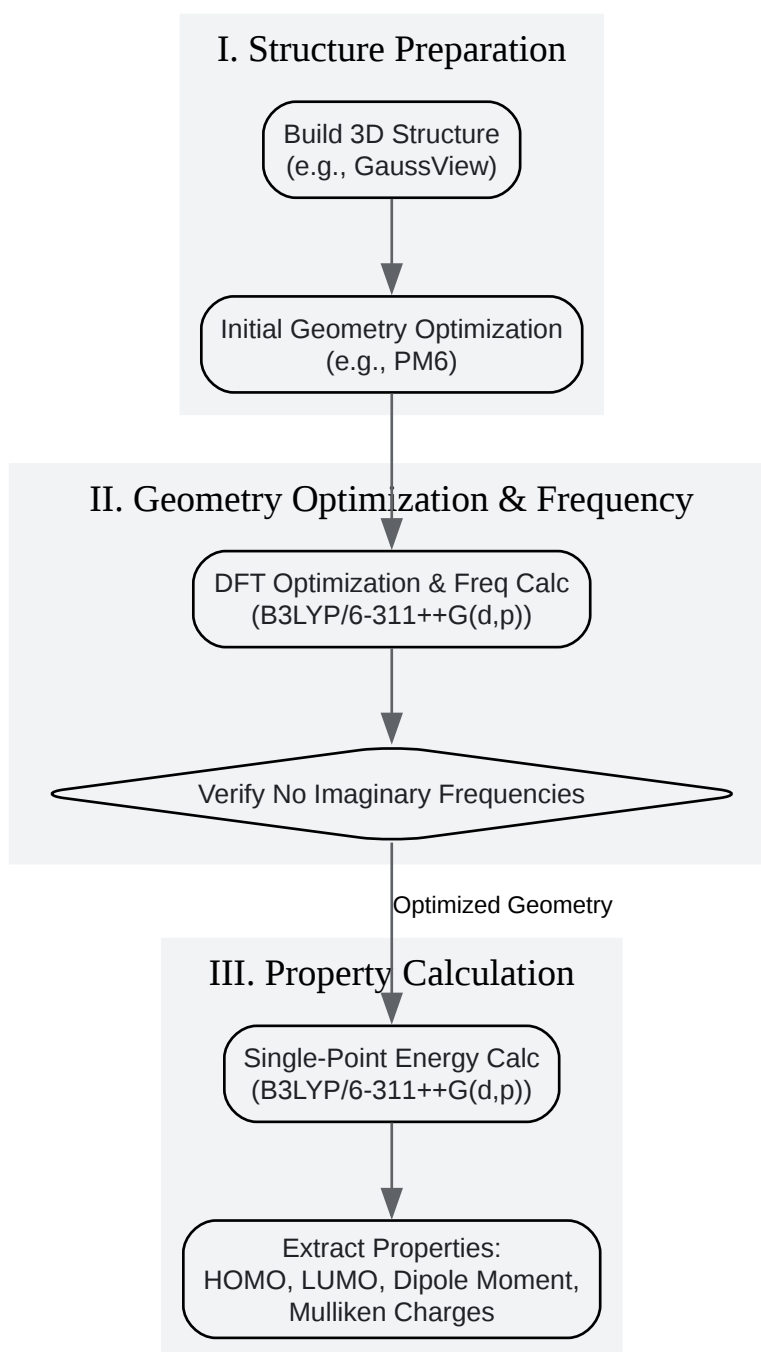 I. Structure Preparation
Build 3D Structure
(e.g., GaussView)
Initial Geometry Optimization
(e.g., PM6)
II. Geometry Optimization & Frequency
DFT Optimization & Freq Calc
(B3LYP/6-311++G(d,p))
Verify No Imaginary Frequencies
Optimized Geometry
III. Property Calculation
Single-Point Energy Calc
(B3LYP/6-311++G(d,p))
Extract Properties:
HOMO, LUMO, Dipole Moment,
Mulliken Charges